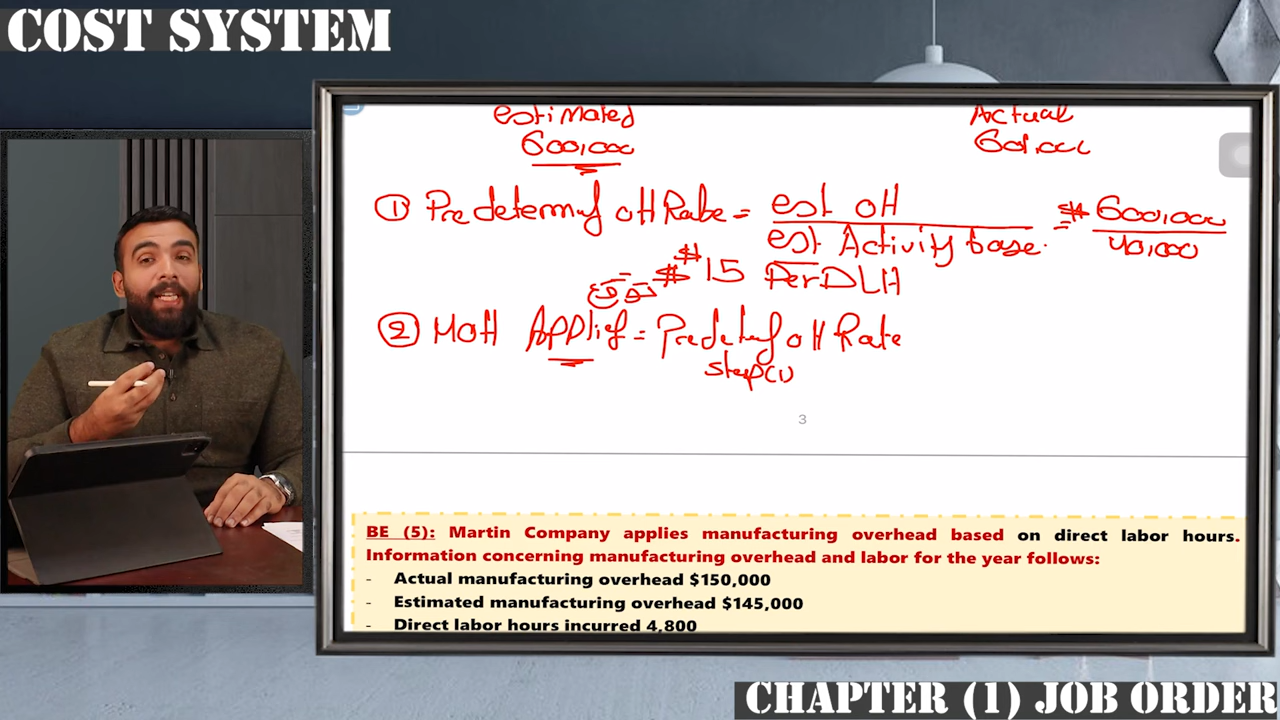 COST SYSTEM
estimated
Actual
600,000
① Predetermined OH Rate = est OH
est Activity base
= $ 600,000
40,000
= $ 15 Per DLH
② MOH Applied = Predetermined OH Rate
step (1)
3
BE (5): Martin Company applies manufacturing overhead based on direct labor hours.
Information concerning manufacturing overhead and labor for the year follows:
- Actual manufacturing overhead $150,000
- Estimated manufacturing overhead $145,000
- Direct labor hours incurred 4,800
CHAPTER (1) JOB ORDER